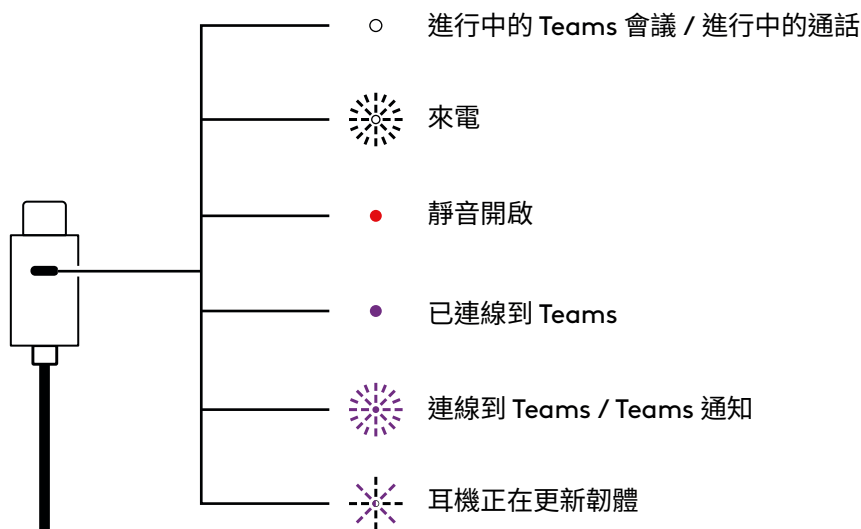 進行中的 Teams 會議 / 進行中的通話
來電
靜音開啟
已連線到 Teams
連線到 Teams / Teams 通知
耳機正在更新韌體